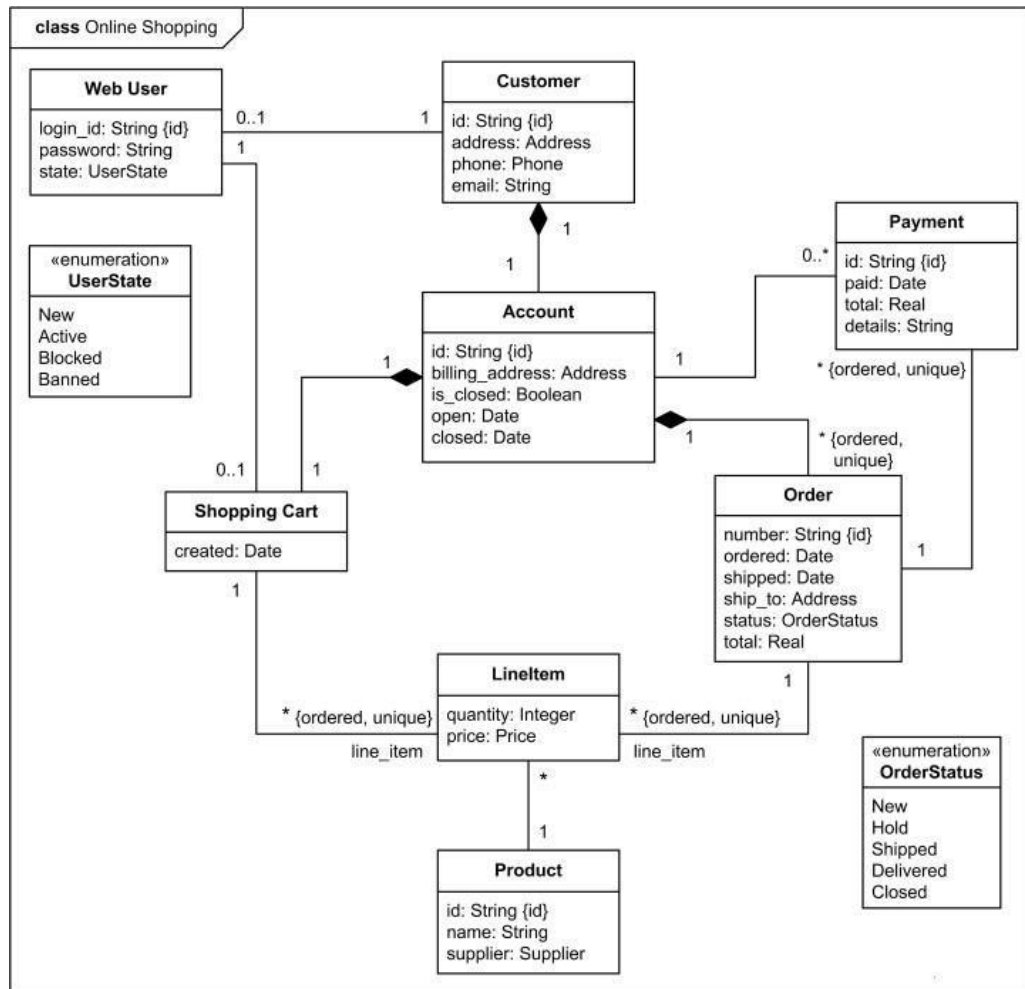 class Online Shopping
Web User
login_id: String {id}
password: String
state: UserState
0..1
1
1
Customer
id: String {id}
address: Address
phone: Phone
email: String
1
1
«enumeration»
UserState
New
Active
Blocked
Banned
Payment
id: String {id}
paid: Date
total: Real
details: String
0..*
* {ordered, unique}
Account
id: String {id}
billing_address: Address
is_closed: Boolean
open: Date
closed: Date
1
1
1
* {ordered,
unique}
0..1
1
Shopping Cart
created: Date
1
Order
number: String {id}
ordered: Date
shipped: Date
ship_to: Address
status: OrderStatus
total: Real
1
1
LineItem
quantity: Integer
price: Price
* {ordered, unique}
line_item
* {ordered, unique}
line_item
*
1
Product
id: String {id}
name: String
supplier: Supplier
«enumeration»
OrderStatus
New
Hold
Shipped
Delivered
Closed